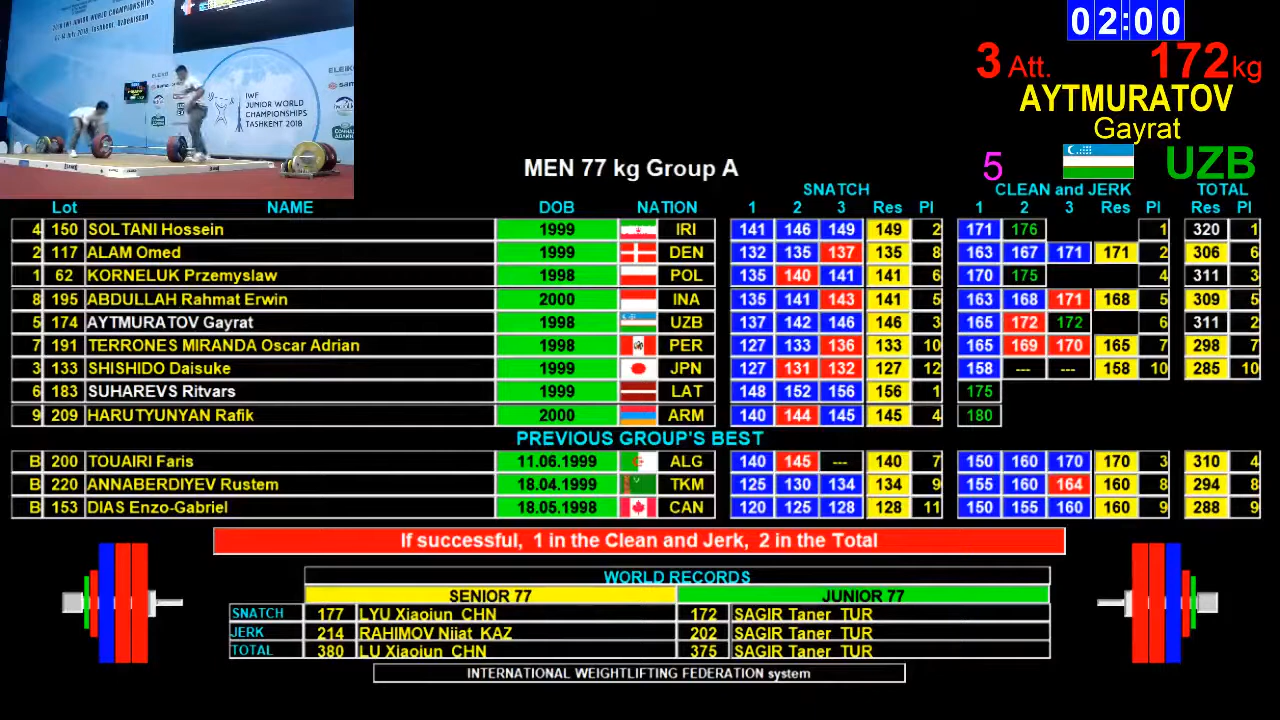 2018 IWF JUNIOR WORLD CHAMPIONSHIPS
Tashkent, Uzbekistan
IWF
JUNIOR WORLD
CHAMPIONSHIPS
TASHKENT 2018
ELEIKO
02:00
3 Att. 172kg
AYTMURATOV
Gayrat
5 UZB
MEN 77 kg Group A
SNATCH CLEAN and JERK TOTAL
Lot NAME DOB NATION 1 2 3 Res Pl 1 2 3 Res Pl Res Pl
4 150 SOLTANI Hossein 1999 IRI 141 146 149 149 2 171 176 1 320 1
2 117 ALAM Omed 1999 DEN 132 135 137 135 8 163 167 171 171 2 306 6
1 62 KORNELUK Przemyslaw 1998 POL 135 140 141 141 6 170 175 4 311 3
8 195 ABDULLAH Rahmat Erwin 2000 INA 135 141 143 141 5 163 168 171 168 5 309 5
5 174 AYTMURATOV Gayrat 1998 UZB 137 142 146 146 3 165 172 172 6 311 2
7 191 TERRONES MIRANDA Oscar Adrian 1998 PER 127 133 136 133 10 165 169 170 165 7 298 7
3 133 SHISHIDO Daisuke 1999 JPN 127 131 132 127 12 158 --- --- 158 10 285 10
6 183 SUHAREVS Ritvars 1999 LAT 148 152 156 156 1 175
9 209 HARUTYUNYAN Rafik 2000 ARM 140 144 145 145 4 180
PREVIOUS GROUP'S BEST
B 200 TOUAIRI Faris 11.06.1999 ALG 140 145 --- 140 7 150 160 170 170 3 310 4
B 220 ANNABERDIYEV Rustem 18.04.1999 TKM 125 130 134 134 9 155 160 164 160 8 294 8
B 153 DIAS Enzo-Gabriel 18.05.1998 CAN 120 125 128 128 11 150 155 160 160 9 288 9
If successful, 1 in the Clean and Jerk, 2 in the Total
WORLD RECORDS
SENIOR 77 JUNIOR 77
SNATCH 177 LYU Xiaojun CHN 172 SAGIR Taner TUR
JERK 214 RAHIMOV Nijat KAZ 202 SAGIR Taner TUR
TOTAL 380 LU Xiaojun CHN 375 SAGIR Taner TUR
INTERNATIONAL WEIGHTLIFTING FEDERATION system